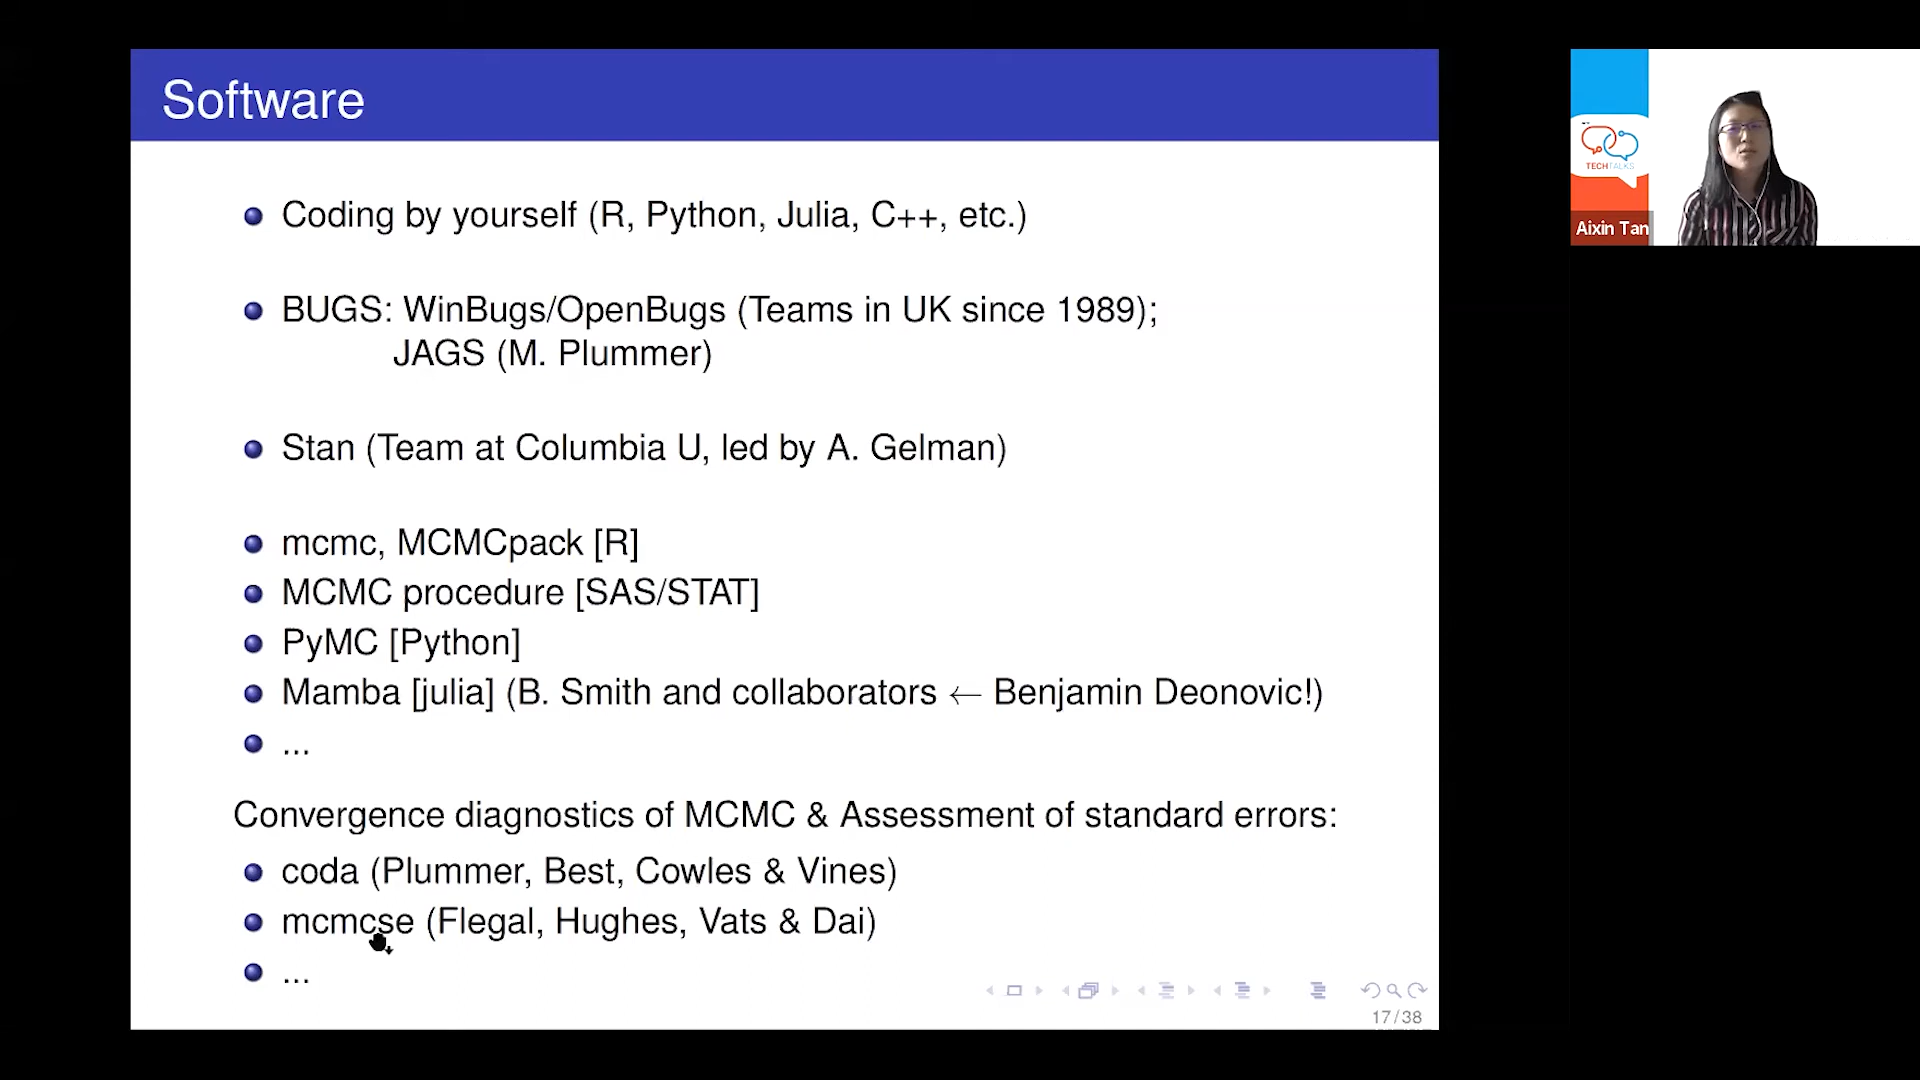 Software
Coding by yourself (R, Python, Julia, C++, etc.)
BUGS: WinBugs/OpenBugs (Teams in UK since 1989);
JAGS (M. Plummer)
Stan (Team at Columbia U, led by A. Gelman)
mcmc, MCMCpack [R]
MCMC procedure [SAS/STAT]
PyMC [Python]
Mamba [julia] (B. Smith and collaborators ← Benjamin Deonovic!)
...
Convergence diagnostics of MCMC & Assessment of standard errors:
coda (Plummer, Best, Cowles & Vines)
mcmcse (Flegal, Hughes, Vats & Dai)
...
17/38
TECHTALKS
Aixin Tan